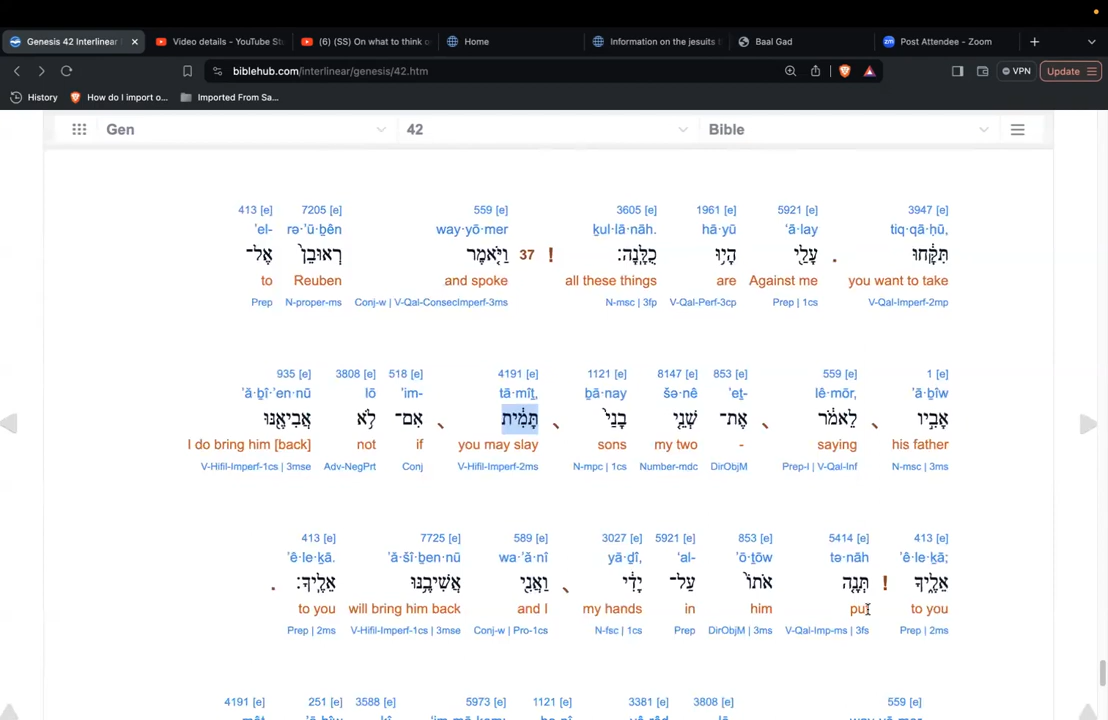 Genesis 42 Interlinear
Video details - YouTube St
(6) (SS) On what to think o
Home
Information on the jesuits t
Baal Gad
Post Attendee - Zoom
biblehub.com/interlinear/genesis/42.htm
VPN
Update
History
How do I import o...
Imported From Sa...
Gen
42
Bible
413 [e] 7205 [e] 559 [e] 3605 [e] 1961 [e] 5921 [e] 3947 [e]
'el- rə·'ū·ḇên way·yō·mer ḵul·lā·nāh. hā·yū 'ā·lay tiq·qā·ḥū,
תִּקָּ֔חוּ . עָלַ֖י הָי֥וּ כֻלָּֽנָה׃ ! 37 וַיֹּ֤אמֶר רְאוּבֵן֙ אֶל־
to Reuben and spoke all these things are Against me you want to take
Prep N-proper-ms Conj-w | V-Qal-ConsecImperf-3ms N-msc | 3fp V-Qal-Perf-3cp Prep | 1cs V-Qal-Imperf-2mp
935 [e] 3808 [e] 518 [e] 4191 [e] 1121 [e] 8147 [e] 853 [e] 559 [e] 1 [e]
'ă·ḇî·'en·nū lō 'im- tā·mîṯ, ḇā·nay šə·nê 'eṯ- lê·mōr, 'ā·ḇîw
אָבִיו֙ 、 לֵאמֹ֔ר 、 אֶת־ שְׁנֵ֤י בָנַי֙ 、 תָּמִ֔ית 、 אִם־ לֹ֥א אֲבִיאֶ֖נּוּ
I do bring him [back] not if you may slay sons my two - saying his father
V-Hifil-Imperf-1cs | 3mse Adv-NegPrt Conj V-Hifil-Imperf-2ms N-mpc | 1cs Number-mdc DirObjM Prep-l | V-Qal-Inf N-msc | 3ms
413 [e] 7725 [e] 589 [e] 3027 [e] 5921 [e] 853 [e] 5414 [e] 413 [e]
'ê·le·ḵā. 'ă·šî·ḇen·nū wa·'ă·nî yā·ḏî, 'al- 'ō·ṯōw tə·nāh 'ê·le·ḵā;
אֵלֶ֑יךָ ! תְּנָ֤ה אֹתוֹ֙ עַל־ יָדִ֔י 、 וַאֲנִ֖י אֲשִׁיבֶ֥נּוּ אֵלֶֽיךָ׃ .
to you will bring him back and I my hands in him put to you
Prep | 2ms V-Hifil-Imperf-1cs | 3mse Conj-w | Pro-1cs N-fsc | 1cs Prep DirObjM | 3ms V-Qal-Imp-ms | 3fs Prep | 2ms
4191 [e] 251 [e] 3588 [e] 5973 [e] 1121 [e] 3381 [e] 3808 [e] 559 [e]